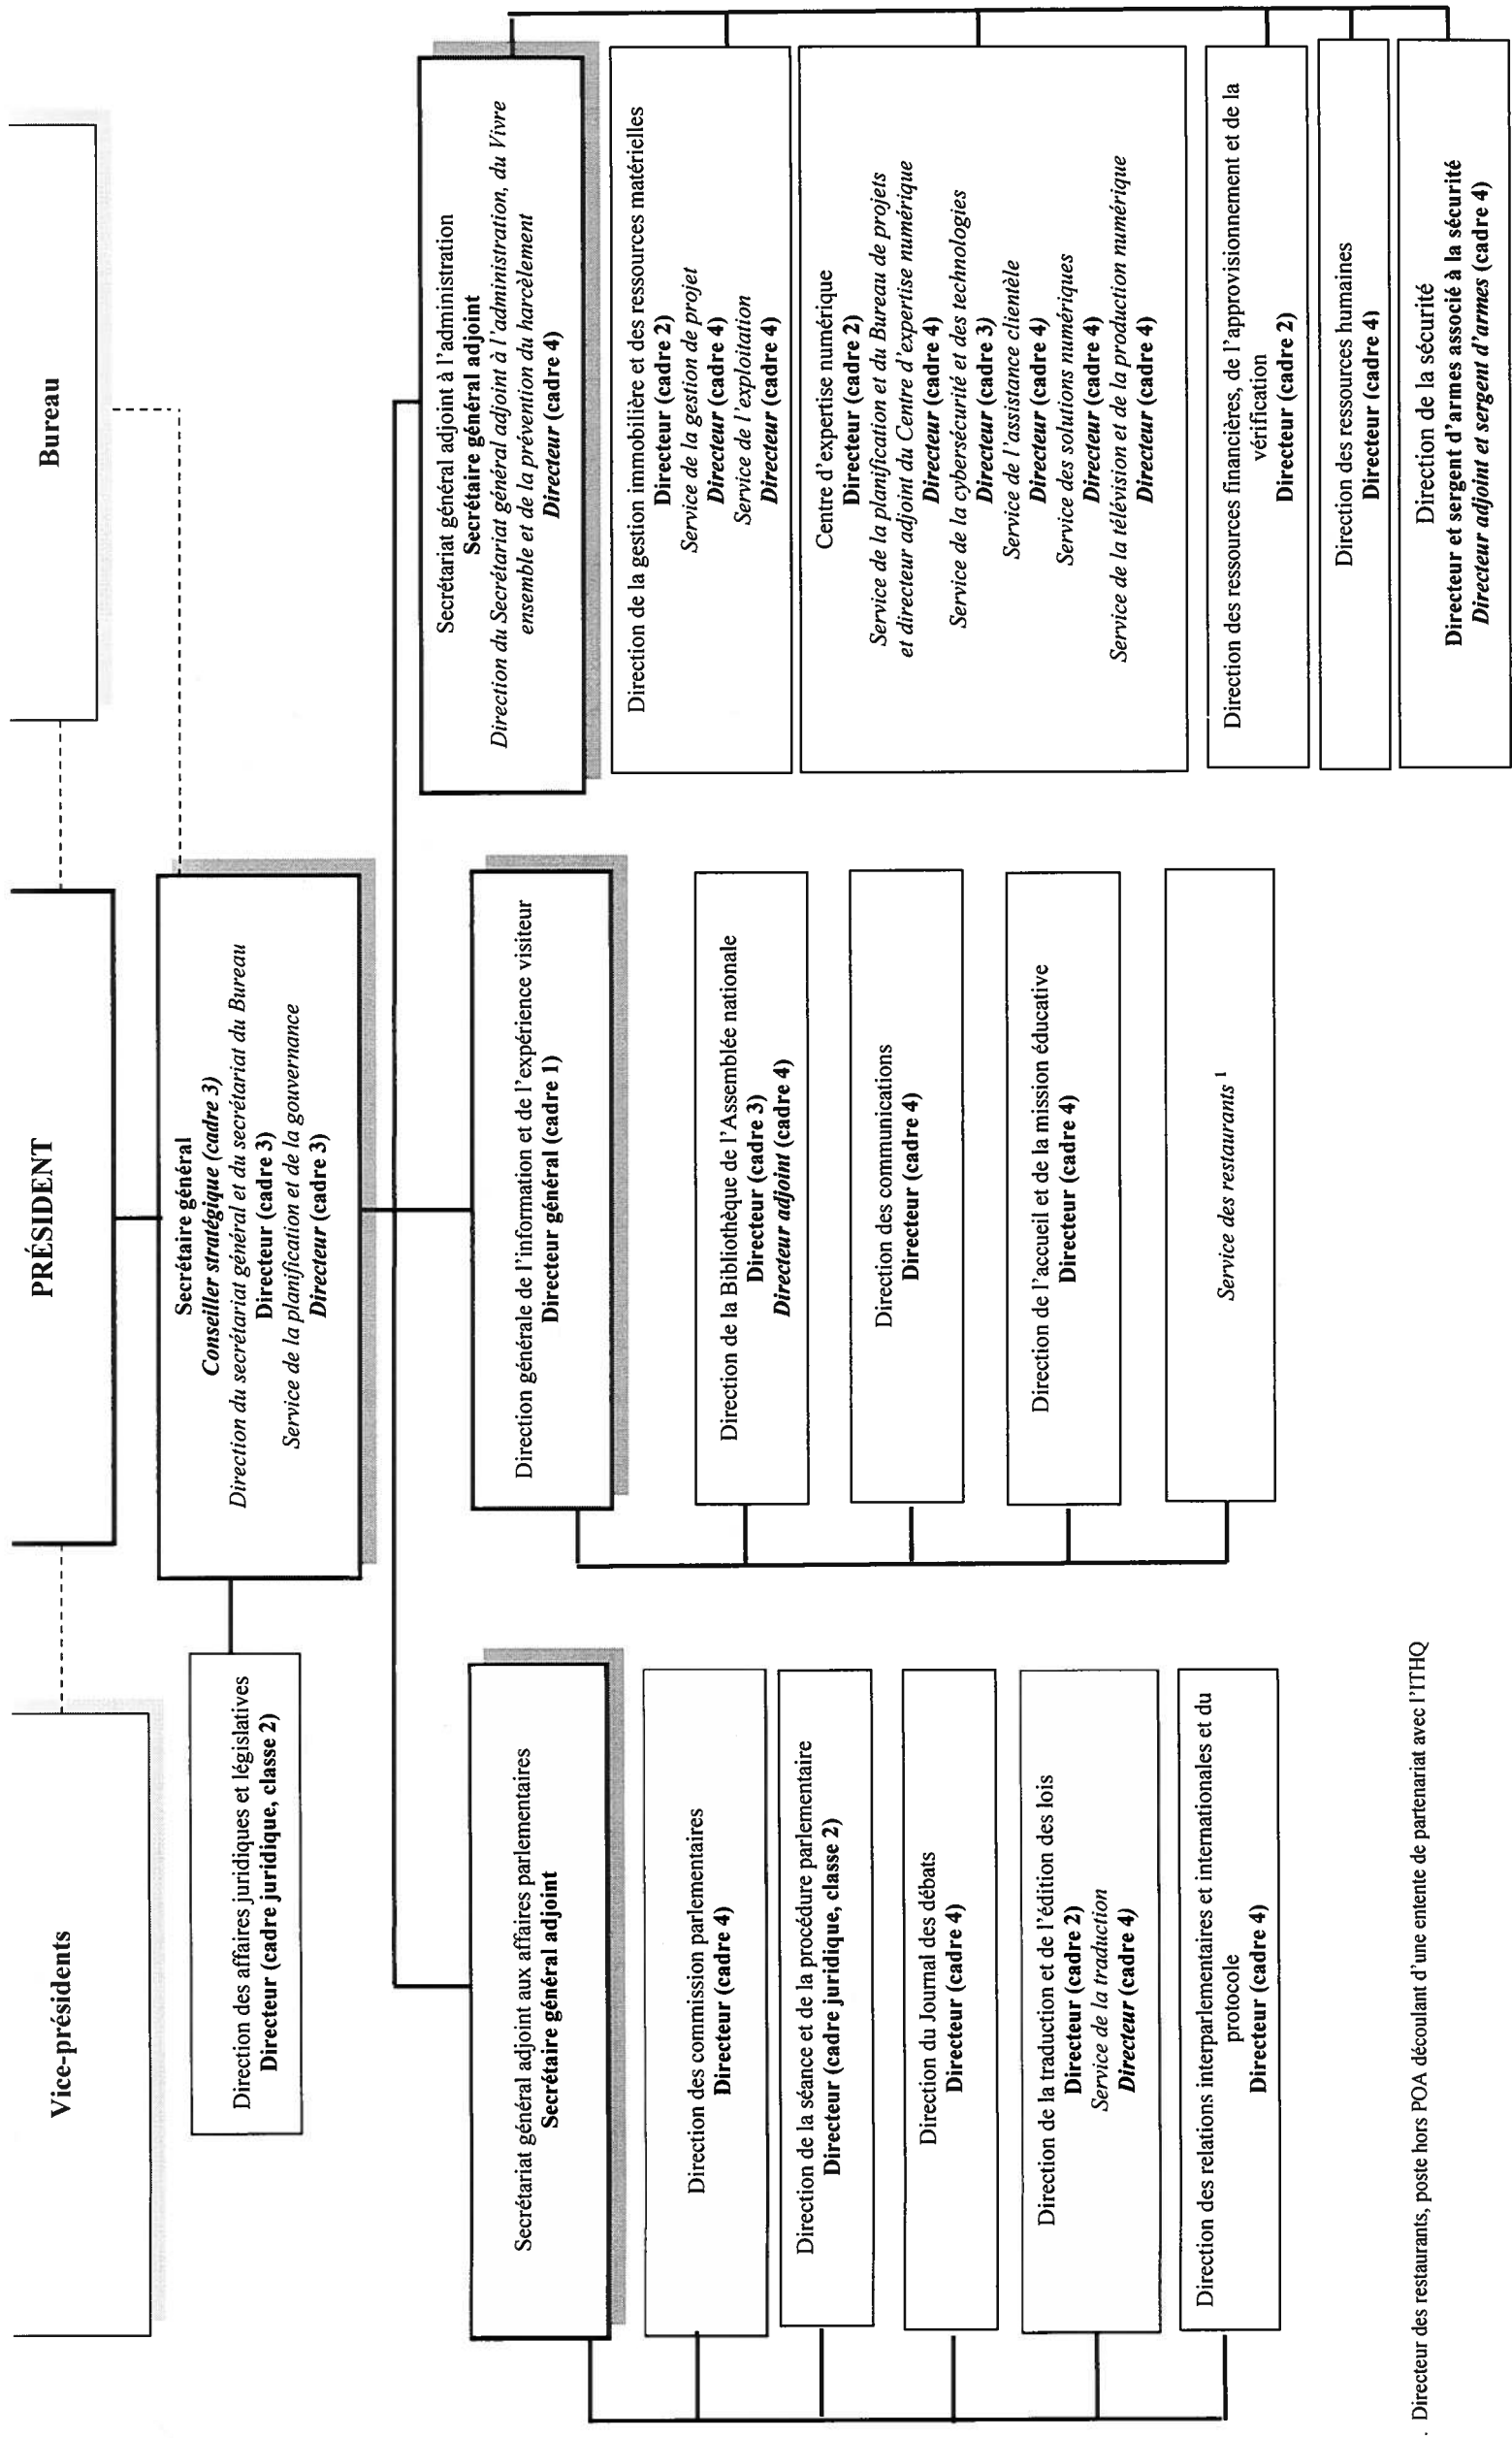 Vice-présidents
PRÉSIDENT
Bureau
Secrétaire général
Conseiller stratégique (cadre 3)
Direction du secrétariat général et du secrétariat du Bureau
Directeur (cadre 3)
Service de la planification et de la gouvernance
Directeur (cadre 3)
Direction des affaires juridiques et législatives
Directeur (cadre juridique, classe 2)
Secrétariat général adjoint aux affaires parlementaires
Secrétaire général adjoint
Direction des commission parlementaires
Directeur (cadre 4)
Direction de la séance et de la procédure parlementaire
Directeur (cadre juridique, classe 2)
Direction du Journal des débats
Directeur (cadre 4)
Direction de la traduction et de l'édition des lois
Directeur (cadre 2)
Service de la traduction
Directeur (cadre 4)
Direction des relations interparlementaires et internationales et du
protocole
Directeur (cadre 4)
Direction générale de l'information et de l'expérience visiteur
Directeur général (cadre 1)
Direction de la Bibliothèque de l'Assemblée nationale
Directeur (cadre 3)
Directeur adjoint (cadre 4)
Direction des communications
Directeur (cadre 4)
Direction de l'accueil et de la mission éducative
Directeur (cadre 4)
Service des restaurants 1
Secrétariat général adjoint à l'administration
Secrétaire général adjoint
Direction du Secrétariat général adjoint à l'administration, du Vivre
ensemble et de la prévention du harcèlement
Directeur (cadre 4)
Direction de la gestion immobilière et des ressources matérielles
Directeur (cadre 2)
Service de la gestion de projet
Directeur (cadre 4)
Service de l'exploitation
Directeur (cadre 4)
Centre d'expertise numérique
Directeur (cadre 2)
Service de la planification et du Bureau de projets
et directeur adjoint du Centre d'expertise numérique
Directeur (cadre 4)
Service de la cybersécurité et des technologies
Directeur (cadre 3)
Service de l'assistance clientèle
Directeur (cadre 4)
Service des solutions numériques
Directeur (cadre 4)
Service de la télévision et de la production numérique
Directeur (cadre 4)
Direction des ressources financières, de l'approvisionnement et de la
vérification
Directeur (cadre 2)
Direction des ressources humaines
Directeur (cadre 4)
Direction de la sécurité
Directeur et sergent d'armes associé à la sécurité
Directeur adjoint et sergent d'armes (cadre 4)
. Directeur des restaurants, poste hors POA découlant d'une entente de partenariat avec l'ITHQ